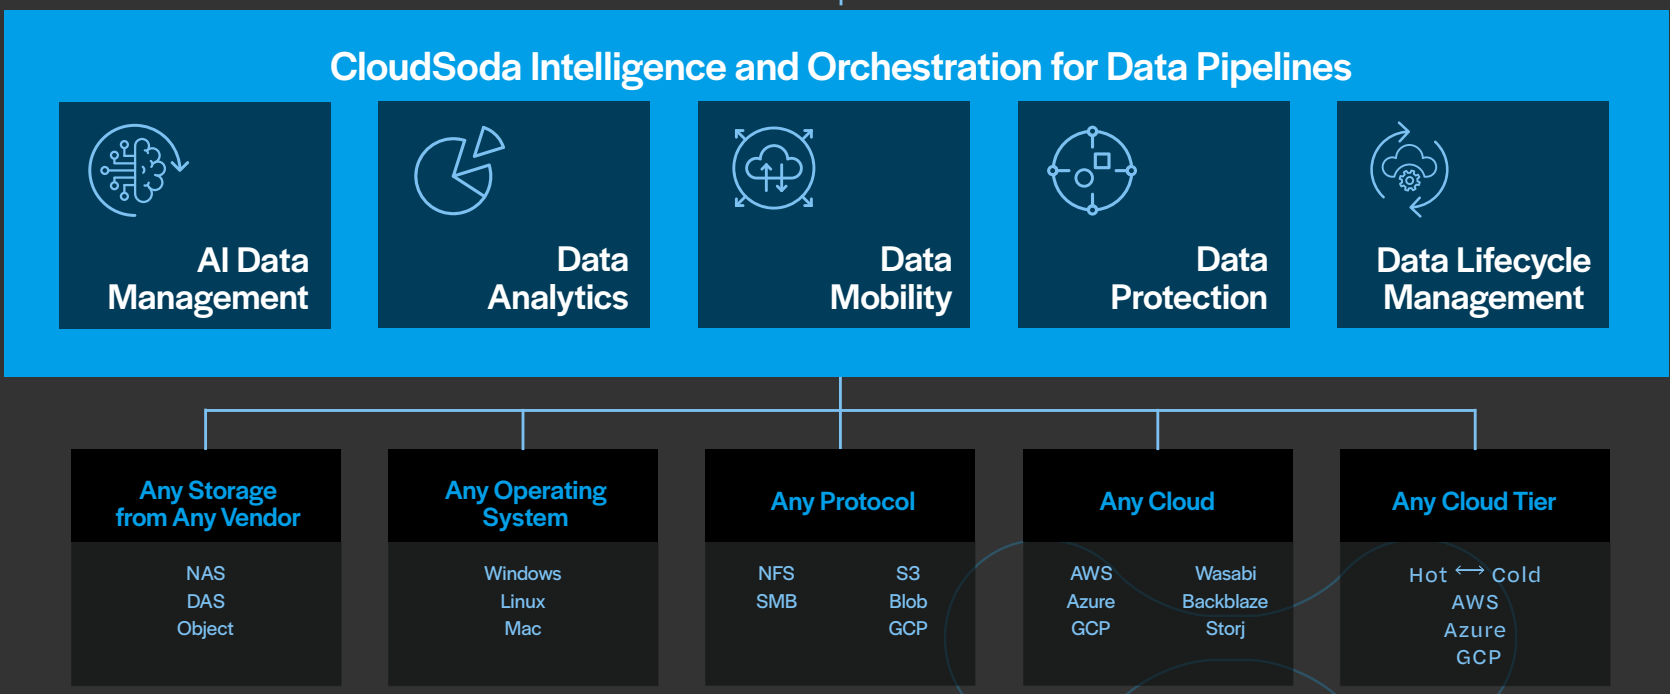 CloudSoda Intelligence and Orchestration for Data Pipelines
AI Data
Management
Data
Analytics
Data
Mobility
Data
Protection
Data Lifecycle
Management
Any Storage
from Any Vendor
NAS
DAS
Object
Any Operating
System
Windows
Linux
Mac
Any Protocol
NFS
SMB
S3
Blob
GCP
Any Cloud
AWS
Azure
GCP
Wasabi
Backblaze
Storj
Any Cloud Tier
Hot ⟷ Cold
AWS
Azure
GCP